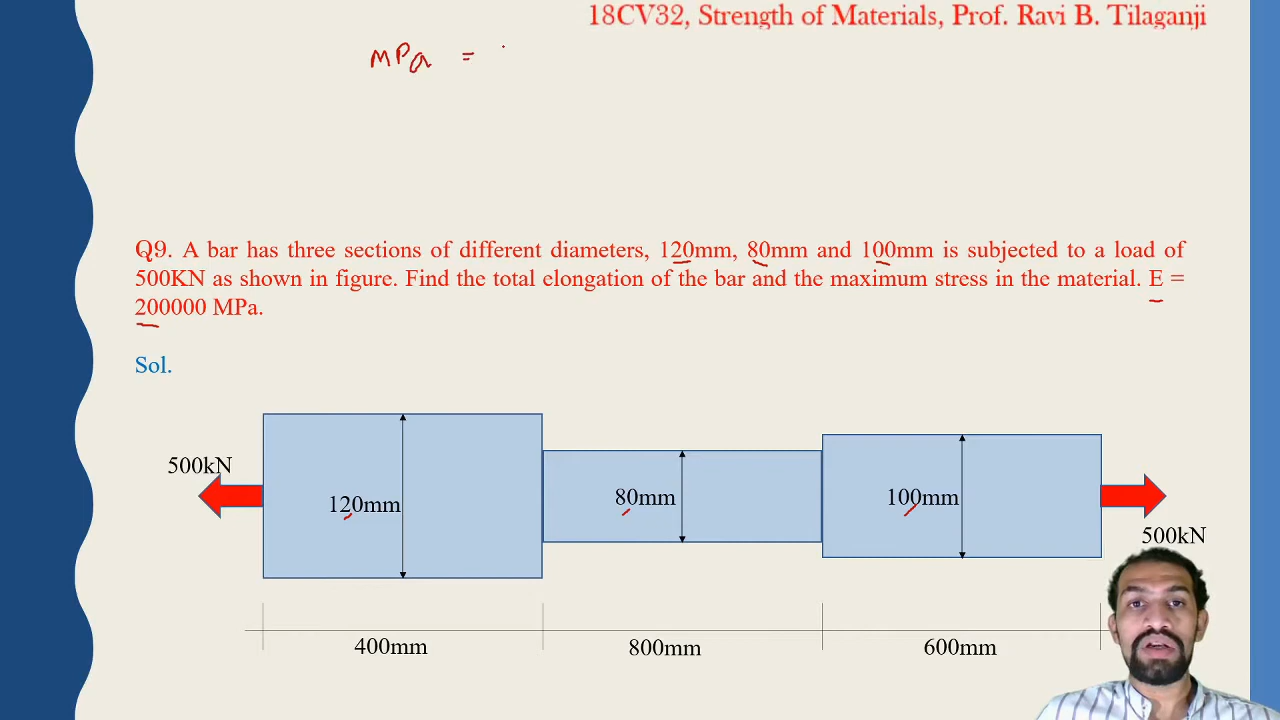 18CV32, Strength of Materials, Prof. Ravi B. Tilaganji
MPa =
Q9. A bar has three sections of different diameters, 120mm, 80mm and 100mm is subjected to a load of
500KN as shown in figure. Find the total elongation of the bar and the maximum stress in the material. E =
200000 MPa.
Sol.
500kN
120mm
80mm
100mm
500kN
400mm
800mm
600mm